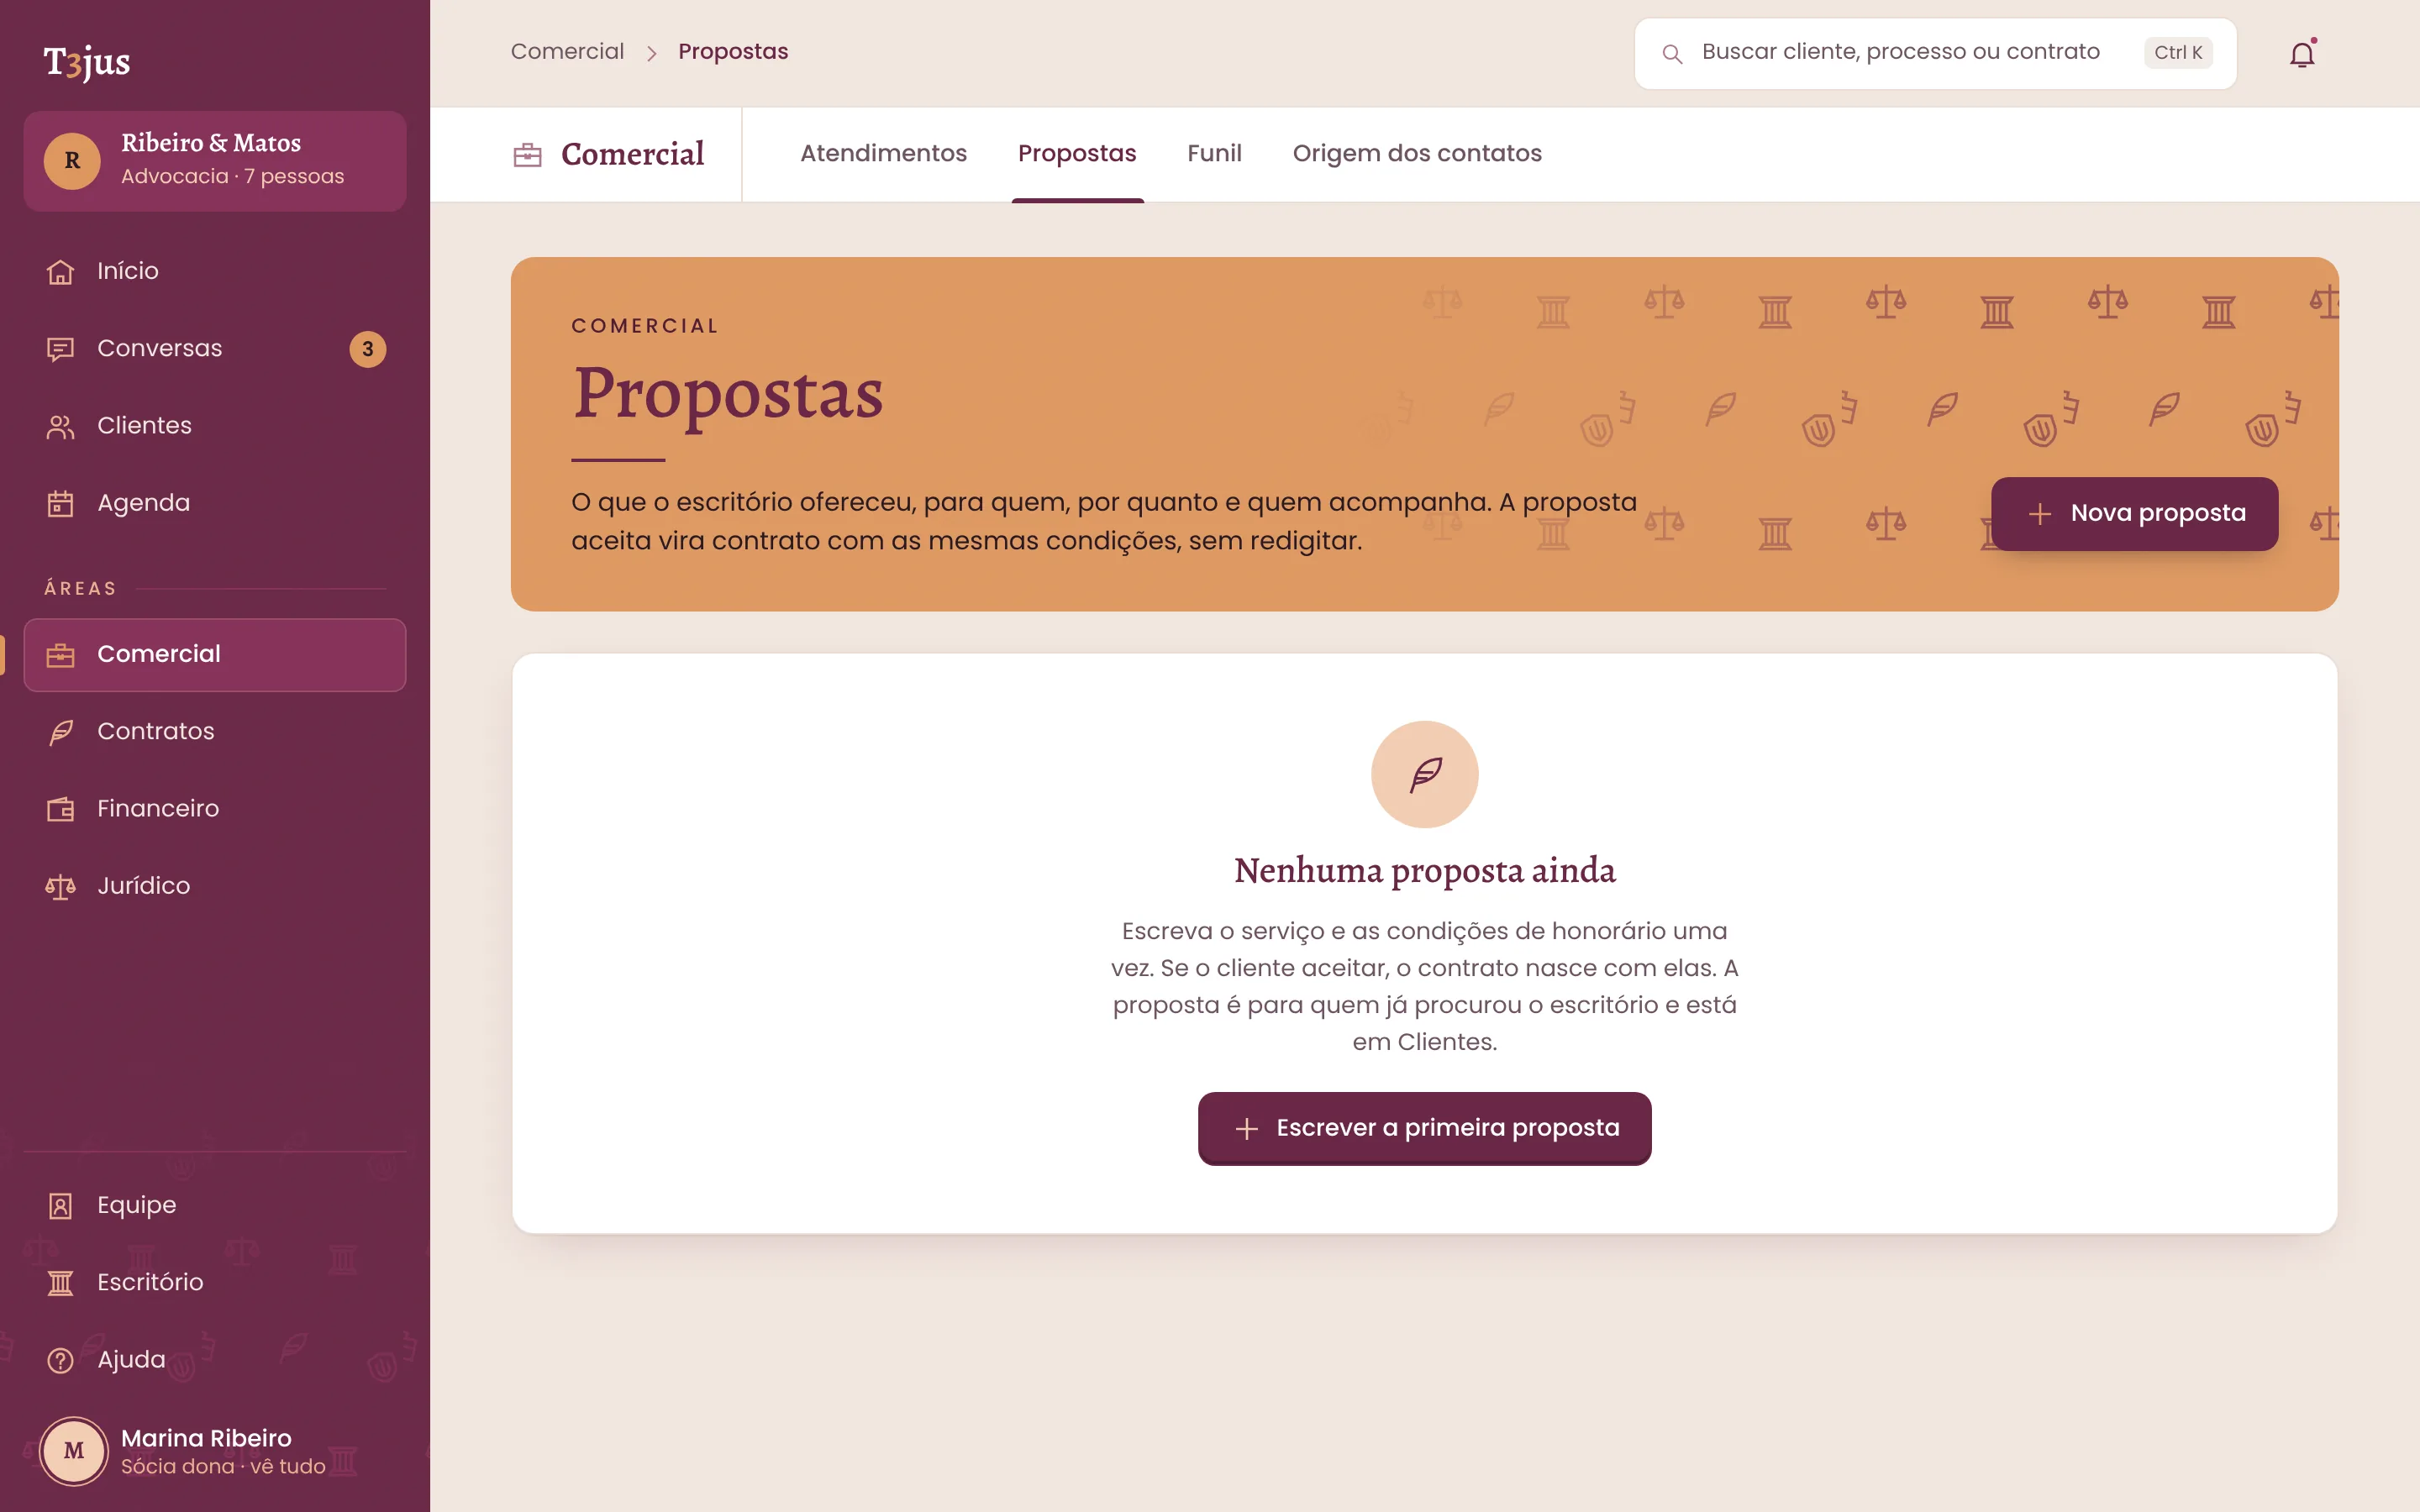 T3jus
R
Ribeiro & Matos
Advocacia · 7 pessoas
Início
Conversas
3
Clientes
Agenda
ÁREAS
Comercial
Contratos
Financeiro
Jurídico
Equipe
Escritório
Ajuda
M
Marina Ribeiro
Sócia dona · vê tudo
Comercial
Propostas
Buscar cliente, processo ou contrato
Ctrl K
Comercial
Atendimentos
Propostas
Funil
Origem dos contatos
COMERCIAL
Propostas
O que o escritório ofereceu, para quem, por quanto e quem acompanha. A proposta
aceita vira contrato com as mesmas condições, sem redigitar.
Nova proposta
Nenhuma proposta ainda
Escreva o serviço e as condições de honorário uma
vez. Se o cliente aceitar, o contrato nasce com elas. A
proposta é para quem já procurou o escritório e está
em Clientes.
Escrever a primeira proposta